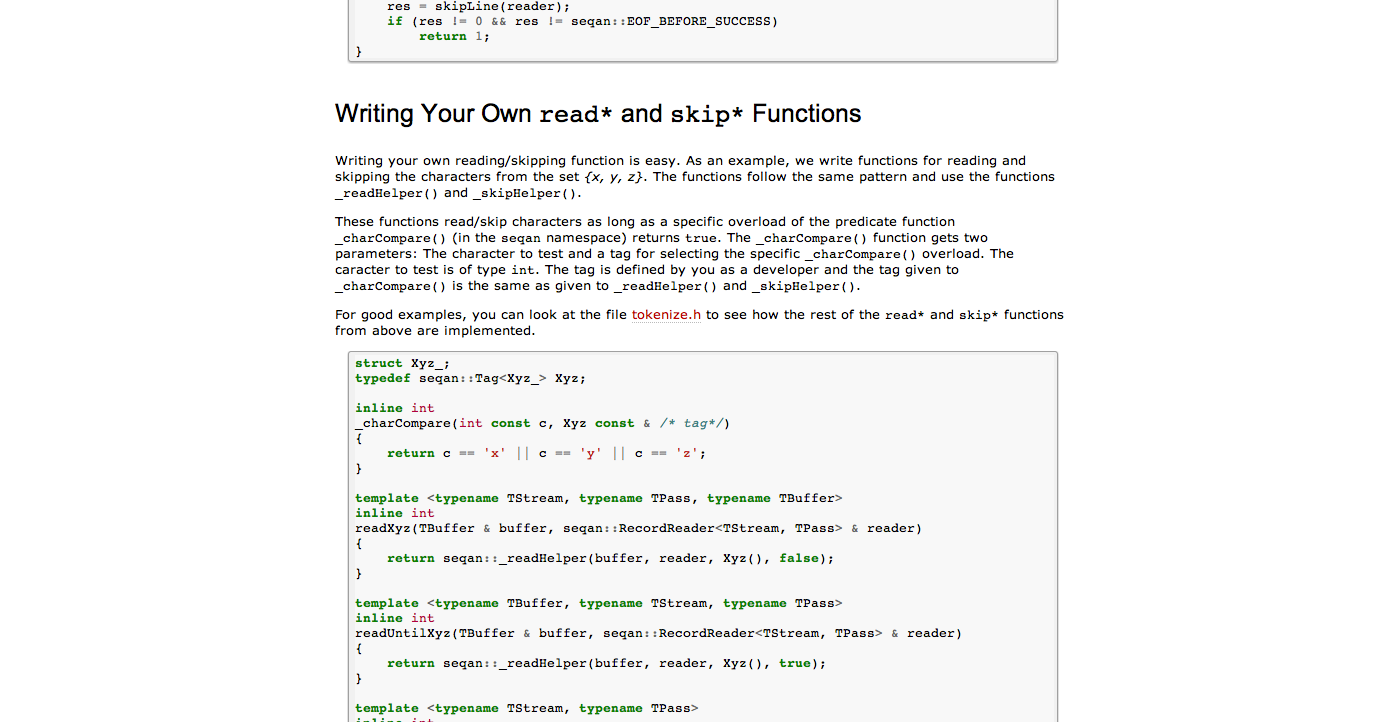 res = skipLine(reader);
    if (res != 0 && res != seqan::EOF_BEFORE_SUCCESS)
        return 1;
}
Writing Your Own read* and skip* Functions
Writing your own reading/skipping function is easy. As an example, we write functions for reading and
skipping the characters from the set {x, y, z}. The functions follow the same pattern and use the functions
_readHelper() and _skipHelper().
These functions read/skip characters as long as a specific overload of the predicate function
_charCompare() (in the seqan namespace) returns true. The _charCompare() function gets two
parameters: The character to test and a tag for selecting the specific _charCompare() overload. The
caracter to test is of type int. The tag is defined by you as a developer and the tag given to
_charCompare() is the same as given to _readHelper() and _skipHelper().
For good examples, you can look at the file tokenize.h to see how the rest of the read* and skip* functions
from above are implemented.
struct Xyz_;
typedef seqan::Tag<Xyz_> Xyz;
inline int
_charCompare(int const c, Xyz const & /* tag*/)
{
    return c == 'x' || c == 'y' || c == 'z';
}
template <typename TStream, typename TPass, typename TBuffer>
inline int
readXyz(TBuffer & buffer, seqan::RecordReader<TStream, TPass> & reader)
{
    return seqan::_readHelper(buffer, reader, Xyz(), false);
}
template <typename TBuffer, typename TStream, typename TPass>
inline int
readUntilXyz(TBuffer & buffer, seqan::RecordReader<TStream, TPass> & reader)
{
    return seqan::_readHelper(buffer, reader, Xyz(), true);
}
template <typename TStream, typename TPass>
inline int